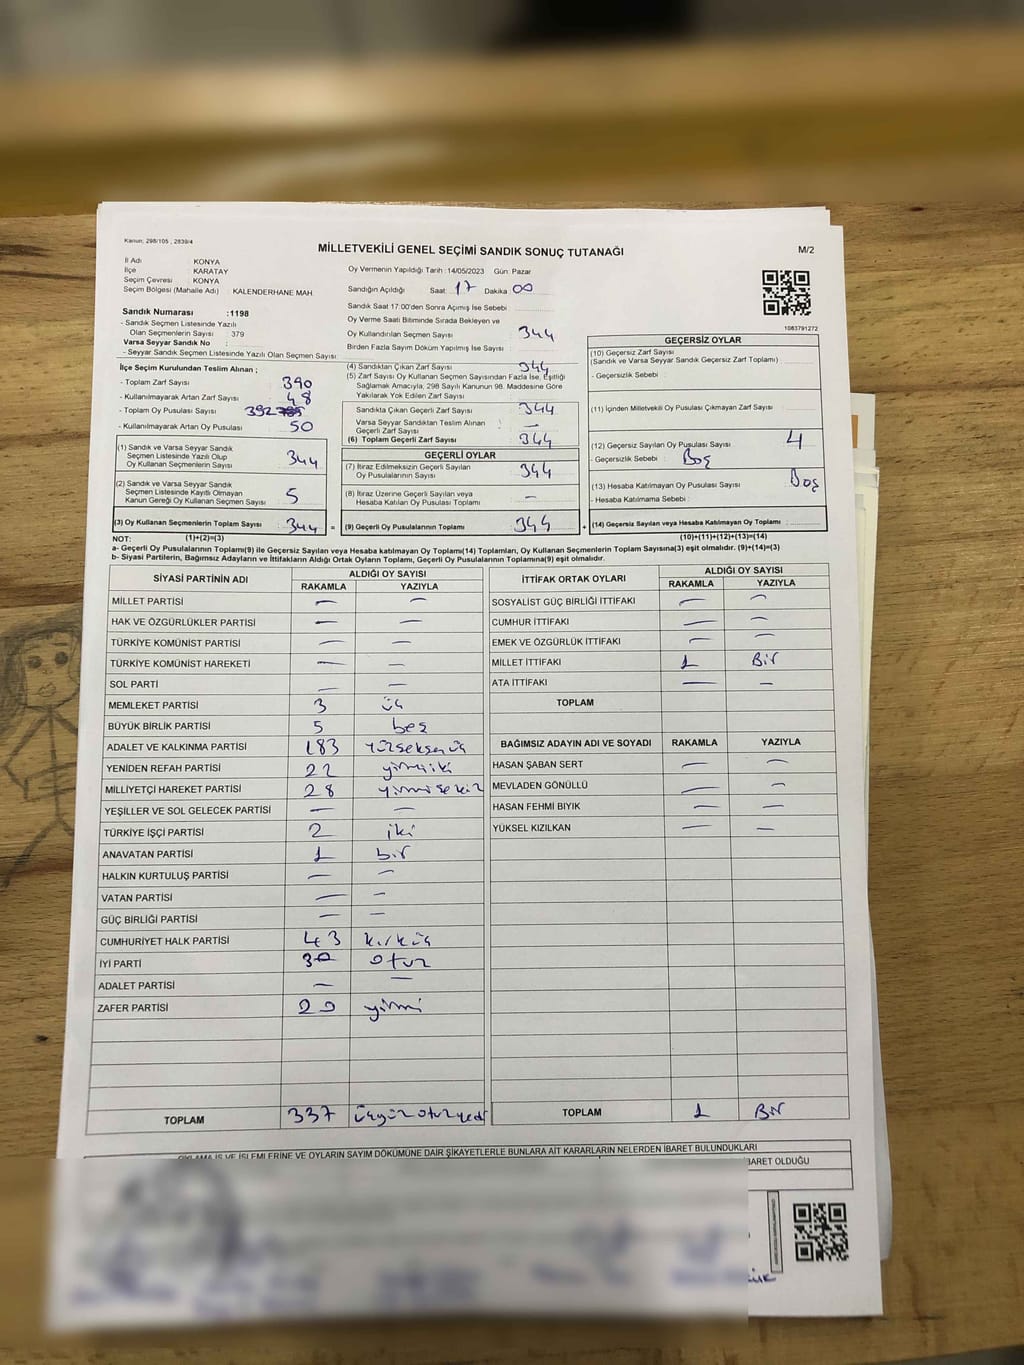 Kanun: 298/105 , 2839/4
MİLLETVEKİLİ GENEL SEÇİMİ SANDIK SONUÇ TUTANAĞI
M/2
İl Adı : KONYA
İlçe : KARATAY
Seçim Çevresi : KONYA
Seçim Bölgesi (Mahalle Adı) : KALENDERHANE MAH.
Sandık Numarası :1198
- Sandık Seçmen Listesinde Yazılı
Olan Seçmenlerin Sayısı : 379
Varsa Seyyar Sandık No :
- Seyyar Sandık Seçmen Listesinde Yazılı Olan Seçmen Sayısı
Oy Vermenin Yapıldığı Tarih :14/05/2023 Gün: Pazar
Sandığın Açıldığı Saat: 17 Dakika: 00
Sandık Saat 17:00'den Sonra Açımış İse Sebebi :
Oy Verme Saati Bitiminde Sırada Bekleyen ve
Oy Kullandırılan Seçmen Sayısı : 344
Birden Fazla Sayım Döküm Yapılmış İse Sayısı :
1083791272
İlçe Seçim Kurulundan Teslim Alınan ;
- Toplam Zarf Sayısı : 390
- Kullanılmayarak Artan Zarf Sayısı : 48
- Toplam Oy Pusulası Sayısı : 392
- Kullanılmayarak Artan Oy Pusulası : 50
(1) Sandık ve Varsa Seyyar Sandık
Seçmen Listesinde Yazılı Olup
Oy Kullanan Seçmenlerin Sayısı : 344
(2) Sandık ve Varsa Seyyar Sandık
Seçmen Listesinde Kayıtlı Olmayan
Kanun Gereği Oy Kullanan Seçmen Sayısı : 5
(3) Oy Kullanan Seçmenlerin Toplam Sayısı : 344
(4) Sandıktan Çıkan Zarf Sayısı : 344
(5) Zarf Sayısı Oy Kullanan Seçmen Sayısından Fazla İse, Eşitliği
Sağlamak Amacıyla, 298 Sayılı Kanunun 98. Maddesine Göre
Yakılarak Yok Edilen Zarf Sayısı :
Sandıkta Çıkan Geçerli Zarf Sayısı : 344
Varsa Seyyar Sandıktan Teslim Alınan
Geçerli Zarf Sayısı : —
(6) Toplam Geçerli Zarf Sayısı : 344
GEÇERLİ OYLAR
(7) İtiraz Edilmeksizin Geçerli Sayılan
Oy Pusulalarının Sayısı : 344
(8) İtiraz Üzerine Geçerli Sayılan veya
Hesaba Katılan Oy Pusulaları Toplamı : —
= (9) Geçerli Oy Pusulalarının Toplamı : 344
GEÇERSİZ OYLAR
(10) Geçersiz Zarf Sayısı
(Sandık ve Varsa Seyyar Sandık Geçersiz Zarf Toplamı) :
- Geçersizlik Sebebi :
(11) İçinden Milletvekili Oy Pusulası Çıkmayan Zarf Sayısı :
(12) Geçersiz Sayılan Oy Pusulası Sayısı : 4
- Geçersizlik Sebebi : Boş
(13) Hesaba Katılmayan Oy Pusulası Sayısı : Boş
- Hesaba Katılmama Sebebi :
+ (14) Geçersiz Sayılan veya Hesaba Katılmayan Oy Toplamı :
NOT: (1)+(2)=(3)
(10)+(11)+(12)+(13)=(14)
a- Geçerli Oy Pusulalarının Toplamı(9) ile Geçersiz Sayılan veya Hesaba katılmayan Oy Toplamı(14) Toplamları, Oy Kullanan Seçmenlerin Toplam Sayısına(3) eşit olmalıdır. (9)+(14)=(3)
b- Siyasi Partilerin, Bağımsız Adayların ve İttifakların Aldığı Ortak Oyların Toplamı, Geçerli Oy Pusulalarının Toplamına(9) eşit olmalıdır.
SİYASİ PARTİNİN ADI ALDIĞI OY SAYISI
RAKAMLA YAZIYLA
MİLLET PARTİSİ — —
HAK VE ÖZGÜRLÜKLER PARTİSİ — —
TÜRKİYE KOMÜNİST PARTİSİ — —
TÜRKİYE KOMÜNİST HAREKETİ — —
SOL PARTİ — —
MEMLEKET PARTİSİ 3 üç
BÜYÜK BİRLİK PARTİSİ 5 beş
ADALET VE KALKINMA PARTİSİ 183 yüzseksenüç
YENİDEN REFAH PARTİSİ 22 yirmiiki
MİLLİYETÇİ HAREKET PARTİSİ 28 yirmisekiz
YEŞİLLER VE SOL GELECEK PARTİSİ — —
TÜRKİYE İŞÇİ PARTİSİ 2 iki
ANAVATAN PARTİSİ 1 bir
HALKIN KURTULUŞ PARTİSİ — —
VATAN PARTİSİ — —
GÜÇ BİRLİĞİ PARTİSİ — —
CUMHURİYET HALK PARTİSİ 43 kırküç
İYİ PARTİ 30 otuz
ADALET PARTİSİ — —
ZAFER PARTİSİ 20 yirmi
TOPLAM 337 üçyüzotuzyedi
İTTİFAK ORTAK OYLARI ALDIĞI OY SAYISI
RAKAMLA YAZIYLA
SOSYALİST GÜÇ BİRLİĞİ İTTİFAKI — —
CUMHUR İTTİFAKI — —
EMEK VE ÖZGÜRLÜK İTTİFAKI — —
MİLLET İTTİFAKI 1 Bir
ATA İTTİFAKI — —
TOPLAM
BAĞIMSIZ ADAYIN ADI VE SOYADI RAKAMLA YAZIYLA
HASAN ŞABAN SERT — —
MEVLADEN GÖNÜLLÜ — —
HASAN FEHMİ BIYIK — —
YÜKSEL KIZILKAN — —
TOPLAM 1 Bir
İŞ VE İŞLEMLERİNE VE OYLARIN SAYIM DÖKÜMÜNE DAİR ŞİKAYETLERLE BUNLARA AİT KARARLARIN NELERDEN İBARET BULUNDUKLARI
BARET OLDUĞU